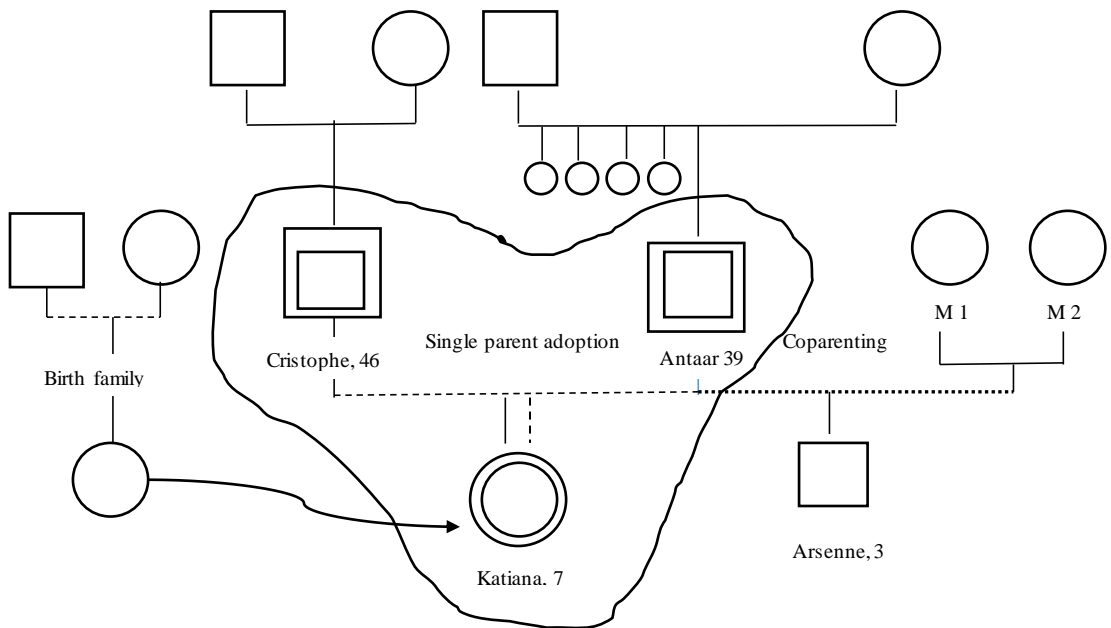 M 1
M 2
Single parent adoption
Coparenting
Cristophe, 46
Antaar 39
Birth family
Arsenne, 3
Katiana. 7